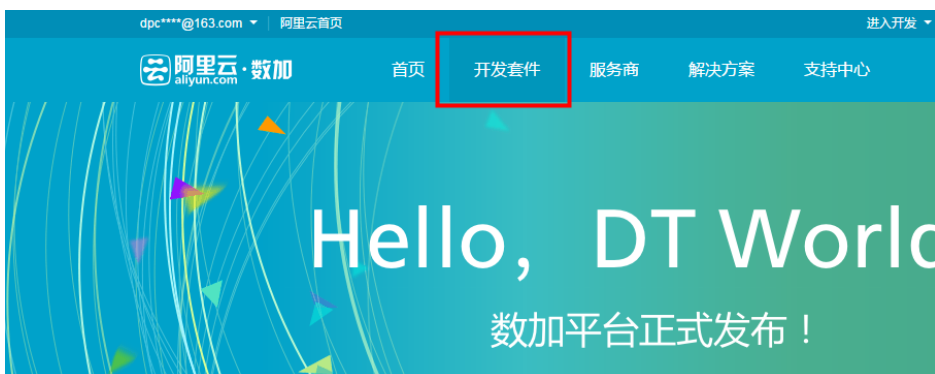 dpc****@163.com 阿里云首页 进入开发
阿里云·数加
aliyun.com
首页 开发套件 服务商 解决方案 支持中心
Hello，DT World
数加平台正式发布！